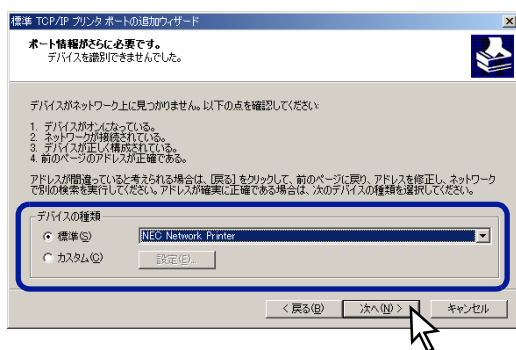 標準 TCP/IP プリンタ ポートの追加ウィザード
ポート情報がさらに必要です。
デバイスを識別できませんでした。
デバイスがネットワーク上に見つかりません。以下の点を確認してください:
1. デバイスがオンになっている。
2. ネットワークが接続されている。
3. デバイスが正しく構成されている。
4. 前のページのアドレスが正確である。
アドレスが間違っていると考えられる場合は、[戻る] をクリックして、前のページに戻り、アドレスを修正し、ネットワーク
で別の検索を実行してください。アドレスが確実に正確である場合は、次のデバイスの種類を選択してください。
デバイスの種類
標準(S)
NEC Network Printer
カスタム(C)
設定(E)...
< 戻る(B)
次へ(N) >
キャンセル